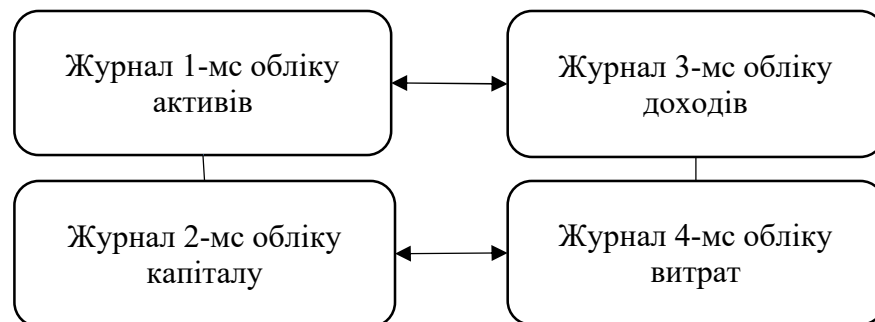 Журнал 1-мс обліку
активів
Журнал 3-мс обліку
доходів
Журнал 2-мс обліку
капіталу
Журнал 4-мс обліку
витрат